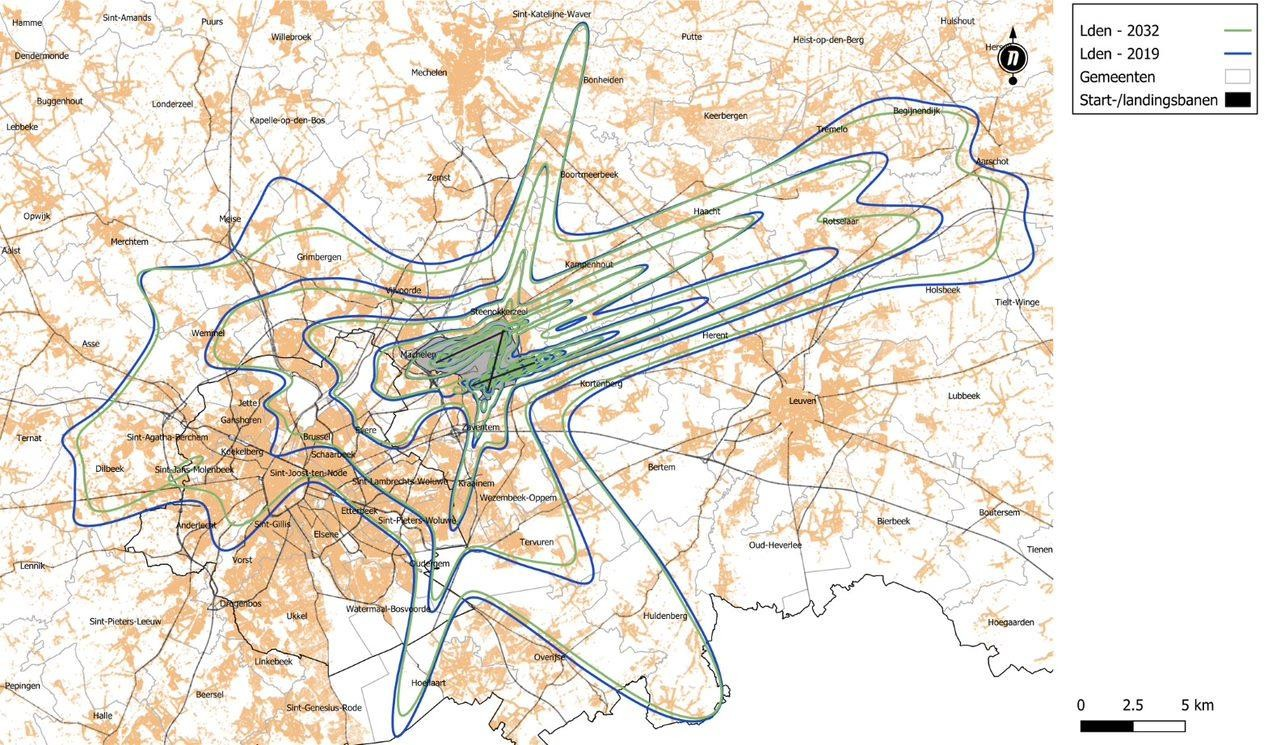 Hamme
Sint-Amands
Puurs
Sint-Katelijne-Waver
Hulshout
Willebroek
Putte
Heist-op-den-Berg
Dendermonde
Mechelen
Bonheiden
Buggenhout
Londerzeel
Kapelle-op-den-Bos
Keerbergen
Begijnendijk
Lebbeke
Tremelo
Aarschot
Zemst
Boortmeerbeek
Opwijk
Meise
Haacht
Rotselaar
Merchtem
Aalst
Grimbergen
Kampenhout
Vilvoorde
Holsbeek
Tielt-Winge
Steenokkerzeel
Wemmel
Herent
Asse
Machelen
Kortenberg
Jette
Leuven
Lubbeek
Ganshoren
Ternat
Sint-Agatha-Berchem
Brussel
Evere
Zaventem
Koekelberg
Schaarbeek
Dilbeek
Sint-Jans-Molenbeek
Sint-Joost-ten-Node
Bertem
Sint-Lambrechts-Woluwe
Kraainem
Wezembeek-Oppem
Etterbeek
Sint-Pieters-Woluwe
Anderlecht
Sint-Gillis
Elsene
Bierbeek
Boutersem
Tervuren
Oud-Heverlee
Tienen
Lennik
Vorst
Oudergem
Drogenbos
Watermaal-Bosvoorde
Ukkel
Huldenberg
Sint-Pieters-Leeuw
Hoegaarden
Linkebeek
Overijse
Pepingen
Beersel
Hoeilaart
Halle
Sint-Genesius-Rode
n
Lden - 2032
Lden - 2019
Gemeenten
Start-/landingsbanen
0 2.5 5 km